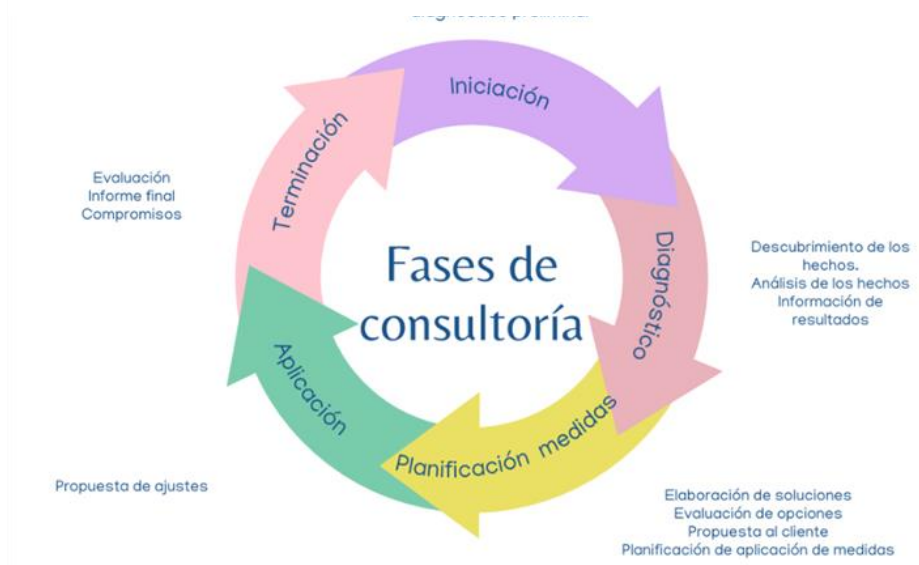 Iniciación
Terminación
Evaluación
Informe final
Compromisos
Fases de
consultoría
Diagnóstico
Descubrimiento de los
hechos.
Análisis de los hechos
Información de
resultados
Aplicación
Planificación medidas
Propuesta de ajustes
Elaboración de soluciones
Evaluación de opciones
Propuesta al cliente
Planificación de aplicación de medidas